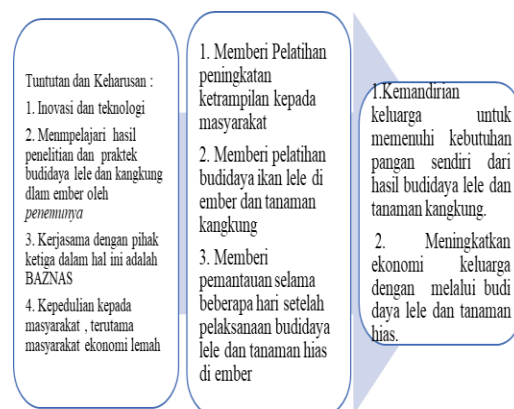 Tuntutan dan Keharusan :
1. Inovasi dan teknologi
2. Menmpelajari hasil
penelitian dan praktek
budidaya lele dan kangkung
dlam ember oleh
penemunya
3. Kerjasama dengan pihak
ketiga dalam hal ini adalah
BAZNAS
4. Kepedulian kepada
masyarakat , terutama
masyarakat ekonomi lemah
1. Memberi Pelatihan
peningkatan
ketrampilan kepada
masyarakat
2. Memberi pelatihan
budidaya ikan lele di
ember dan tanaman
kangkung
3. Memberi
pemantauan selama
beberapa hari setelah
pelaksanaan budidaya
lele dan tanaman hias
di ember
1.Kemandirian
keluarga untuk
memenuhi kebutuhan
pangan sendiri dari
hasil budidaya lele dan
tanaman kangkung.
2. Meningkatkan
ekonomi keluarga
dengan melalui budi
daya lele dan tanaman
hias.